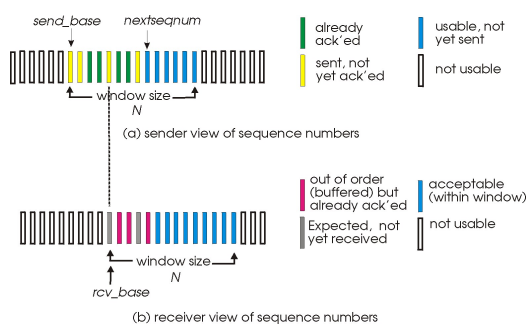 send_base
nextseqnum
already
ack'ed
usable, not
yet sent
sent, not
yet ack'ed
not usable
window size
N
(a) sender view of sequence numbers
out of order
(buffered) but
already ack'ed
acceptable
(within window)
Expected, not
yet received
not usable
window size
N
rcv_base
(b) receiver view of sequence numbers